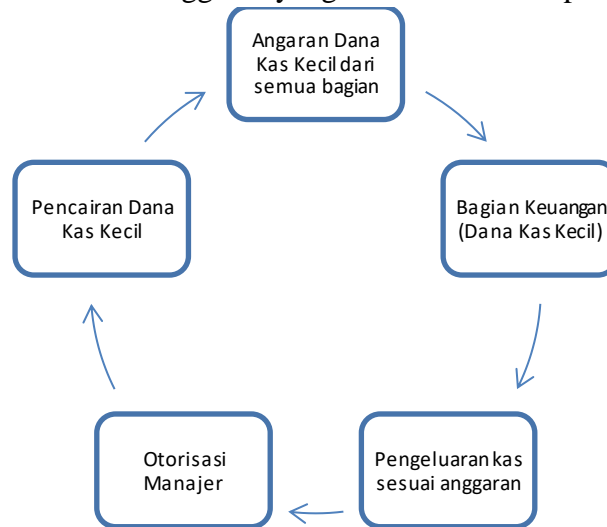 Angaran Dana
Kas Kecil dari
semua bagian
Bagian Keuangan
(Dana Kas Kecil)
Pengeluaran kas
sesuai anggaran
Otorisasi
Manajer
Pencairan Dana
Kas Kecil